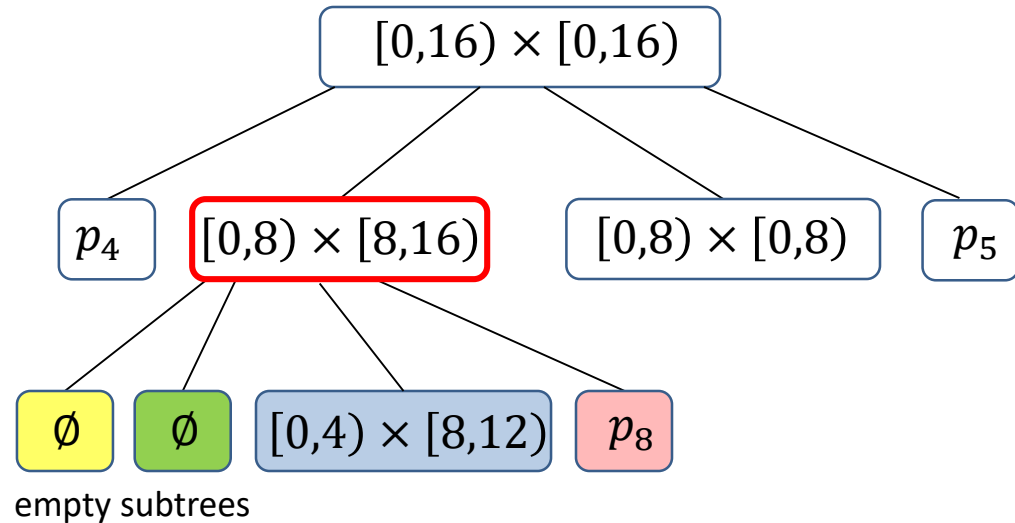 [0,16) × [0,16)
p₄ [0,8) × [8,16) [0,8) × [0,8) p₅
∅ ∅ [0,4) × [8,12) p₈
empty subtrees